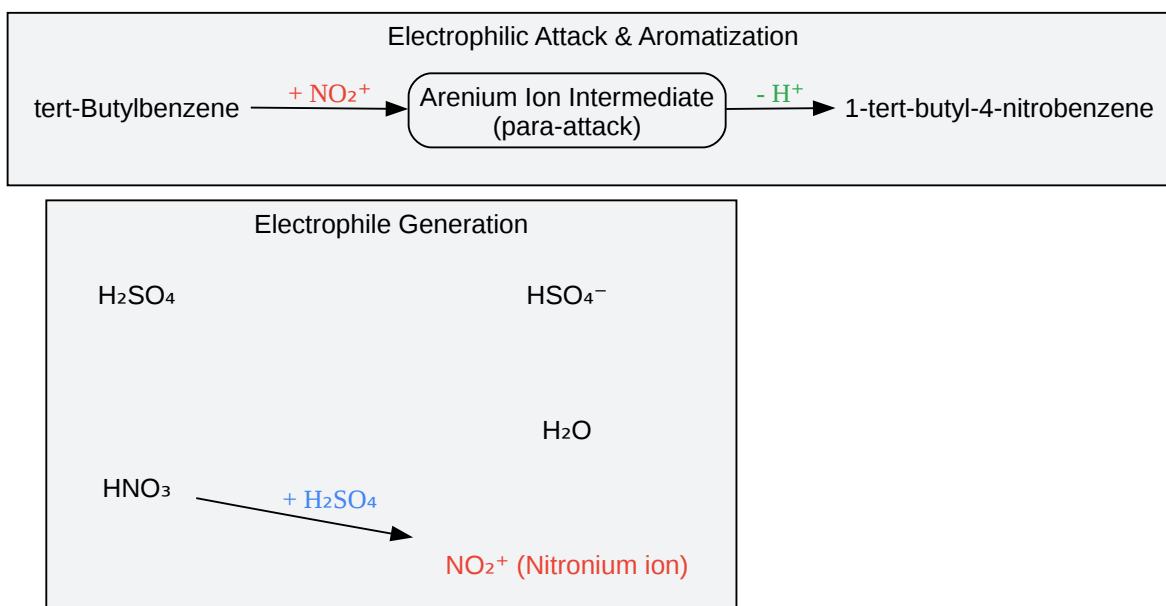 Electrophilic Attack & Aromatization
tert-Butylbenzene
+ NO₂⁺
Arenium Ion Intermediate
(para-attack)
- H⁺
1-tert-butyl-4-nitrobenzene
Electrophile Generation
H₂SO₄
HSO₄⁻
H₂O
HNO₃
+ H₂SO₄
NO₂⁺ (Nitronium ion)